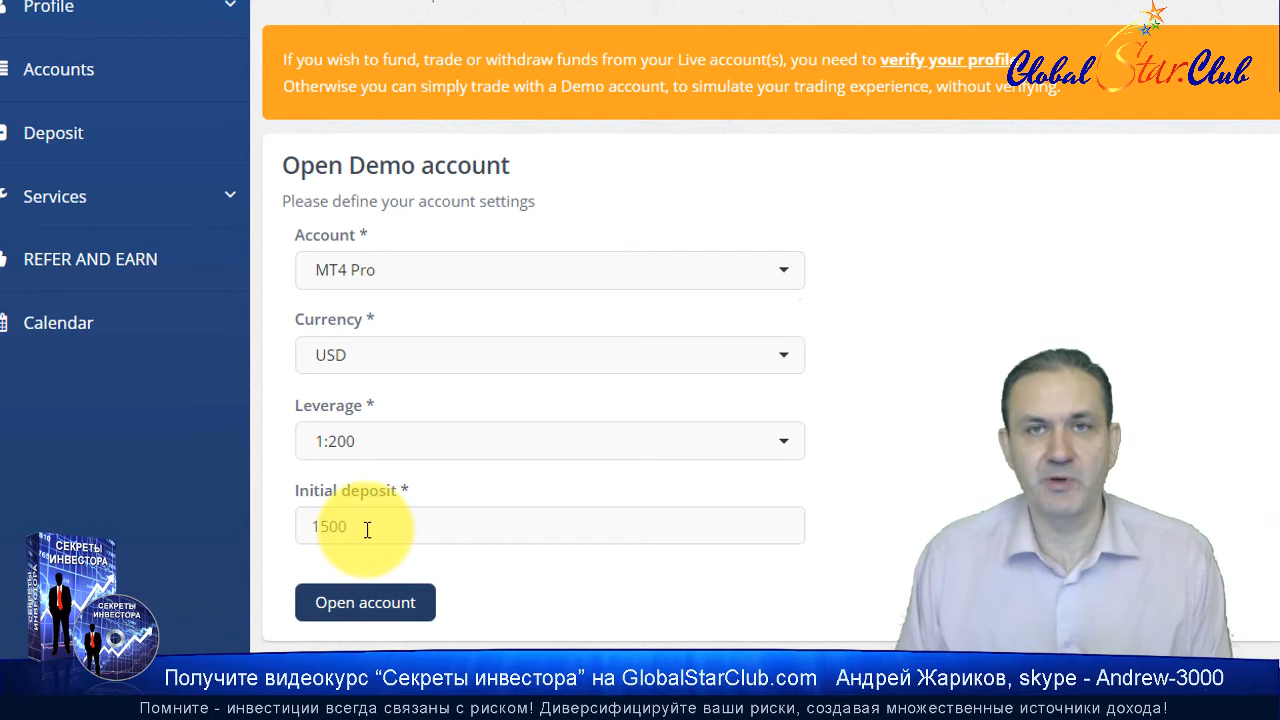 Profile
Accounts
Deposit
Services
REFER AND EARN
Calendar
If you wish to fund, trade or withdraw funds from your Live account(s), you need to verify your profil
Otherwise you can simply trade with a Demo account, to simulate your trading experience, without verifying.
Global Star.Club
Open Demo account
Please define your account settings
Account *
MT4 Pro
Currency *
USD
Leverage *
1:200
Initial deposit *
1500
Open account
СЕКРЕТЫ
ИНВЕСТОРА
СЕКРЕТЫ
ИНВЕСТОРА
Получите видеокурс “Секреты инвестора” на GlobalStarClub.com Андрей Жариков, skype - Andrew-3000
Помните - инвестиции всегда связаны с риском! Диверсифицируйте ваши риски, создавая множественные источники дохода!